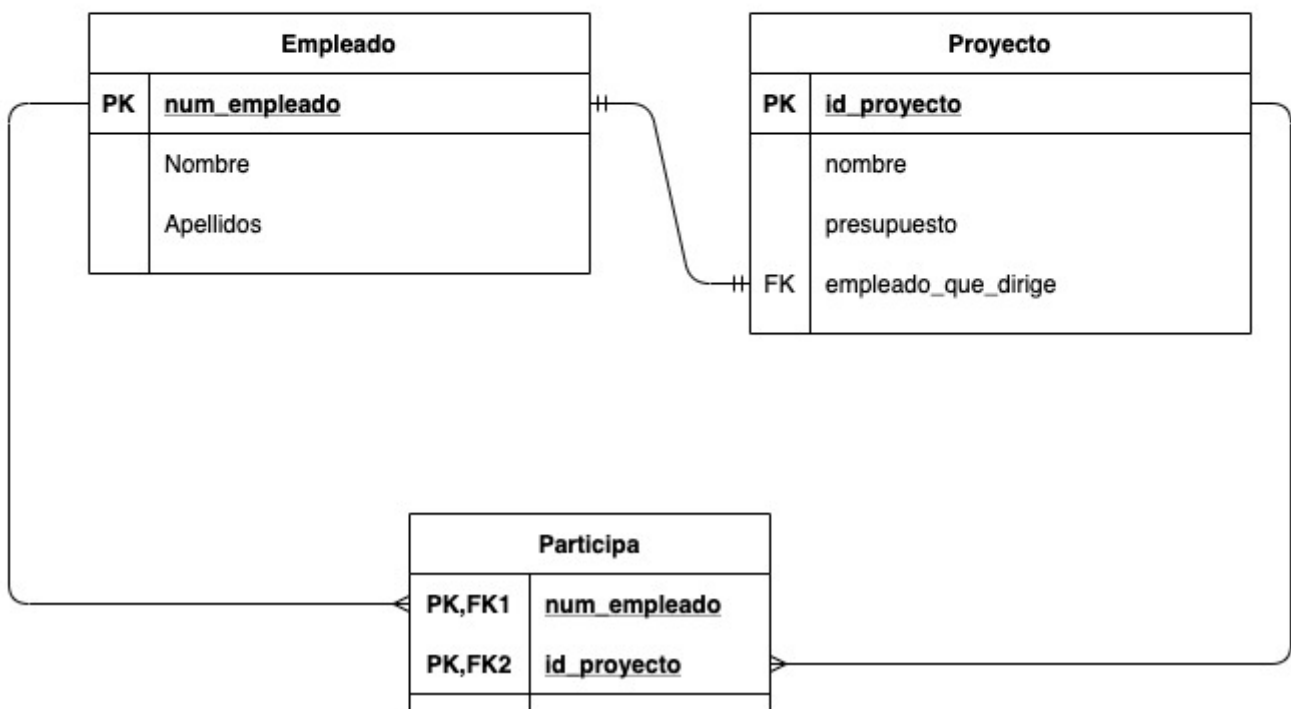 Empleado
PK num_empleado
Nombre
Apellidos
Proyecto
PK id_proyecto
nombre
presupuesto
FK empleado_que_dirige
Participa
PK,FK1 num_empleado
PK,FK2 id_proyecto